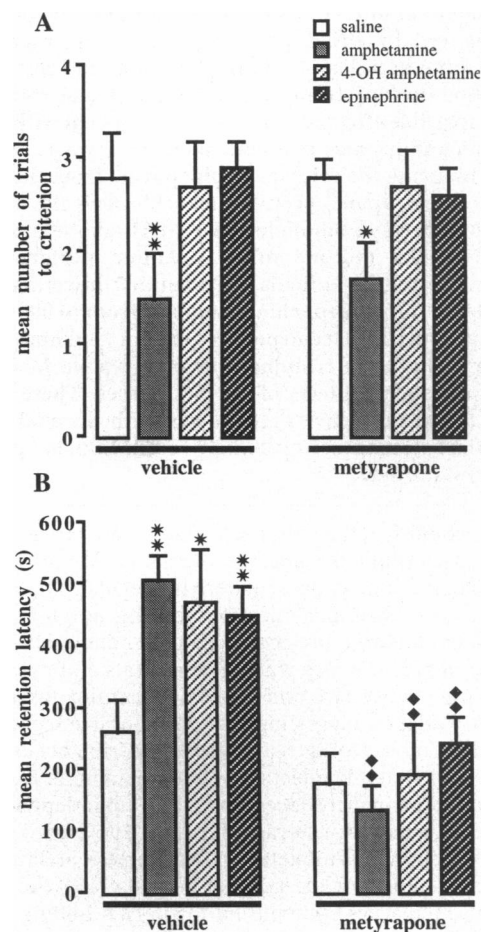 A
saline
amphetamine
4-OH amphetamine
epinephrine
mean number of trials
to criterion
4
3
2
1
0
**
*
vehicle
metyrapone
B
mean retention latency (s)
600
500
400
300
200
100
0
**
*
**
◆◆
◆◆
◆◆
vehicle
metyrapone